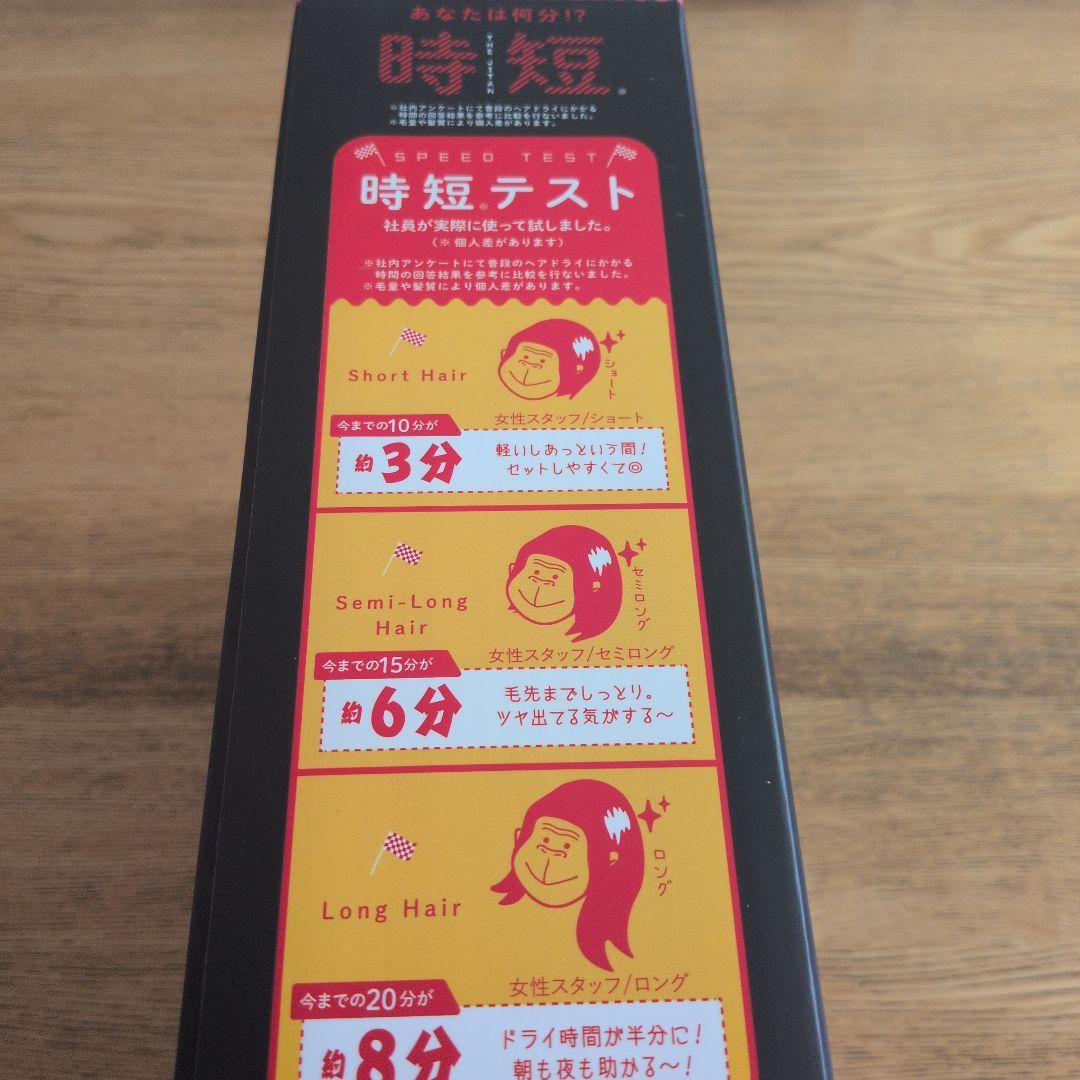 あなたは何分!?
時短※
THE JITAN
※社内アンケートにて普段のヘアドライにかかる
時間の回答結果を参考に比較を行ないました。
※毛量や髪質により個人差があります。
SPEED TEST
時短※テスト
社員が実際に使って試しました。
(※個人差があります)
※社内アンケートにて普段のヘアドライにかかる
時間の回答結果を参考に比較を行ないました。
※毛量や髪質により個人差があります。
Short Hair
ショート
女性スタッフ/ショート
今までの10分が
約3分
軽いしあっという間!
セットしやすくて◎
Semi-Long
Hair
セミロング
女性スタッフ/セミロング
今までの15分が
約6分
毛先までしっとり。
ツヤ出てる気がする〜
Long Hair
ロング
女性スタッフ/ロング
今までの20分が
約8分
ドライ時間が半分に!
朝も夜も助かる〜!